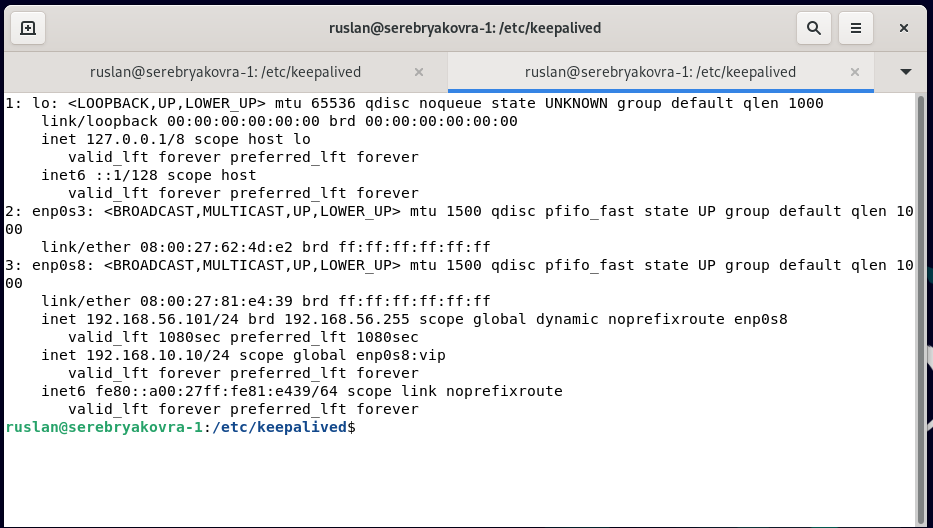 ruslan@serebryakovra-1: /etc/keepalived
ruslan@serebryakovra-1: /etc/keepalived
ruslan@serebryakovra-1: /etc/keepalived
1: lo: <LOOPBACK,UP,LOWER_UP> mtu 65536 qdisc noqueue state UNKNOWN group default qlen 1000
    link/loopback 00:00:00:00:00:00 brd 00:00:00:00:00:00
    inet 127.0.0.1/8 scope host lo
       valid_lft forever preferred_lft forever
    inet6 ::1/128 scope host
       valid_lft forever preferred_lft forever
2: enp0s3: <BROADCAST,MULTICAST,UP,LOWER_UP> mtu 1500 qdisc pfifo_fast state UP group default qlen 10
00
    link/ether 08:00:27:62:4d:e2 brd ff:ff:ff:ff:ff:ff
3: enp0s8: <BROADCAST,MULTICAST,UP,LOWER_UP> mtu 1500 qdisc pfifo_fast state UP group default qlen 10
00
    link/ether 08:00:27:81:e4:39 brd ff:ff:ff:ff:ff:ff
    inet 192.168.56.101/24 brd 192.168.56.255 scope global dynamic noprefixroute enp0s8
       valid_lft 1080sec preferred_lft 1080sec
    inet 192.168.10.10/24 scope global enp0s8:vip
       valid_lft forever preferred_lft forever
    inet6 fe80::a00:27ff:fe81:e439/64 scope link noprefixroute
       valid_lft forever preferred_lft forever
ruslan@serebryakovra-1:/etc/keepalived$